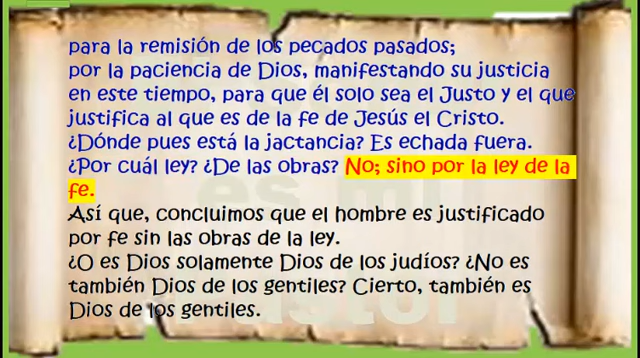 para la remisión de los pecados pasados;
por la paciencia de Dios, manifestando su justicia
en este tiempo, para que él solo sea el Justo y el que
justifica al que es de la fe de Jesús el Cristo.
¿Dónde pues está la jactancia? Es echada fuera.
¿Por cuál ley? ¿De las obras? No; sino por la ley de la
fe.
Así que, concluimos que el hombre es justificado
por fe sin las obras de la ley.
¿O es Dios solamente Dios de los judíos? ¿No es
también Dios de los gentiles? Cierto, también es
Dios de los gentiles.